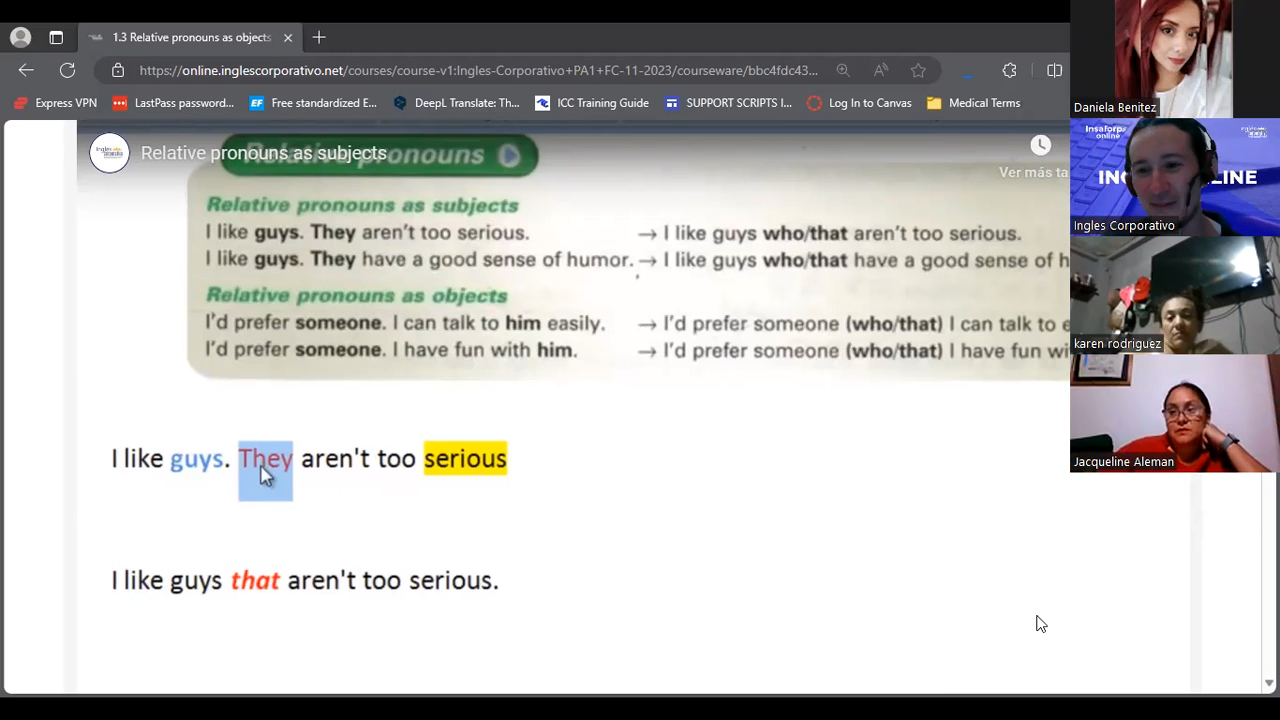 1.3 Relative pronouns as objects
https://online.inglescorporativo.net/courses/course-v1:Ingles-Corporativo+PA1+FC-11-2023/courseware/bbc4fdc43...
Express VPN LastPass password... Free standardized E... DeepL Translate: Th... ICC Training Guide SUPPORT SCRIPTS I... Log In to Canvas Medical Terms
Relative pronouns as subjects
Ver más ta
Relative pronouns as subjects
I like guys. They aren't too serious. → I like guys who/that aren't too serious.
I like guys. They have a good sense of humor. → I like guys who/that have a good sense of h
Relative pronouns as objects
I'd prefer someone. I can talk to him easily. → I'd prefer someone (who/that) I can talk to e
I'd prefer someone. I have fun with him. → I'd prefer someone (who/that) I have fun wi
I like guys. They aren't too serious
I like guys that aren't too serious.
Daniela Benitez
Insaforp online
Ingles Corporativo
karen rodriguez
Jacqueline Aleman